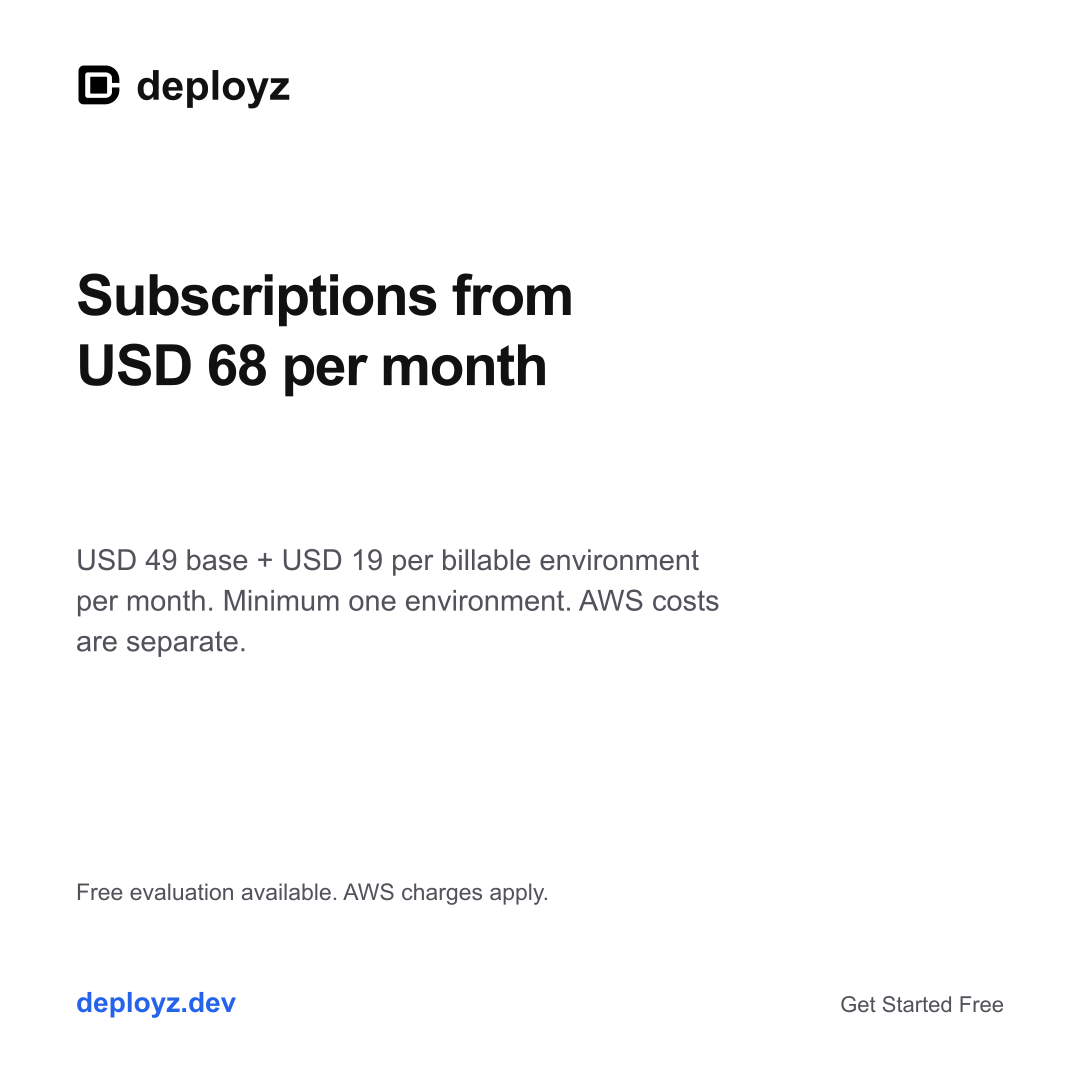 deployz
Subscriptions from
USD 68 per month
USD 49 base + USD 19 per billable environment
per month. Minimum one environment. AWS costs
are separate.
Free evaluation available. AWS charges apply.
deployz.dev
Get Started Free